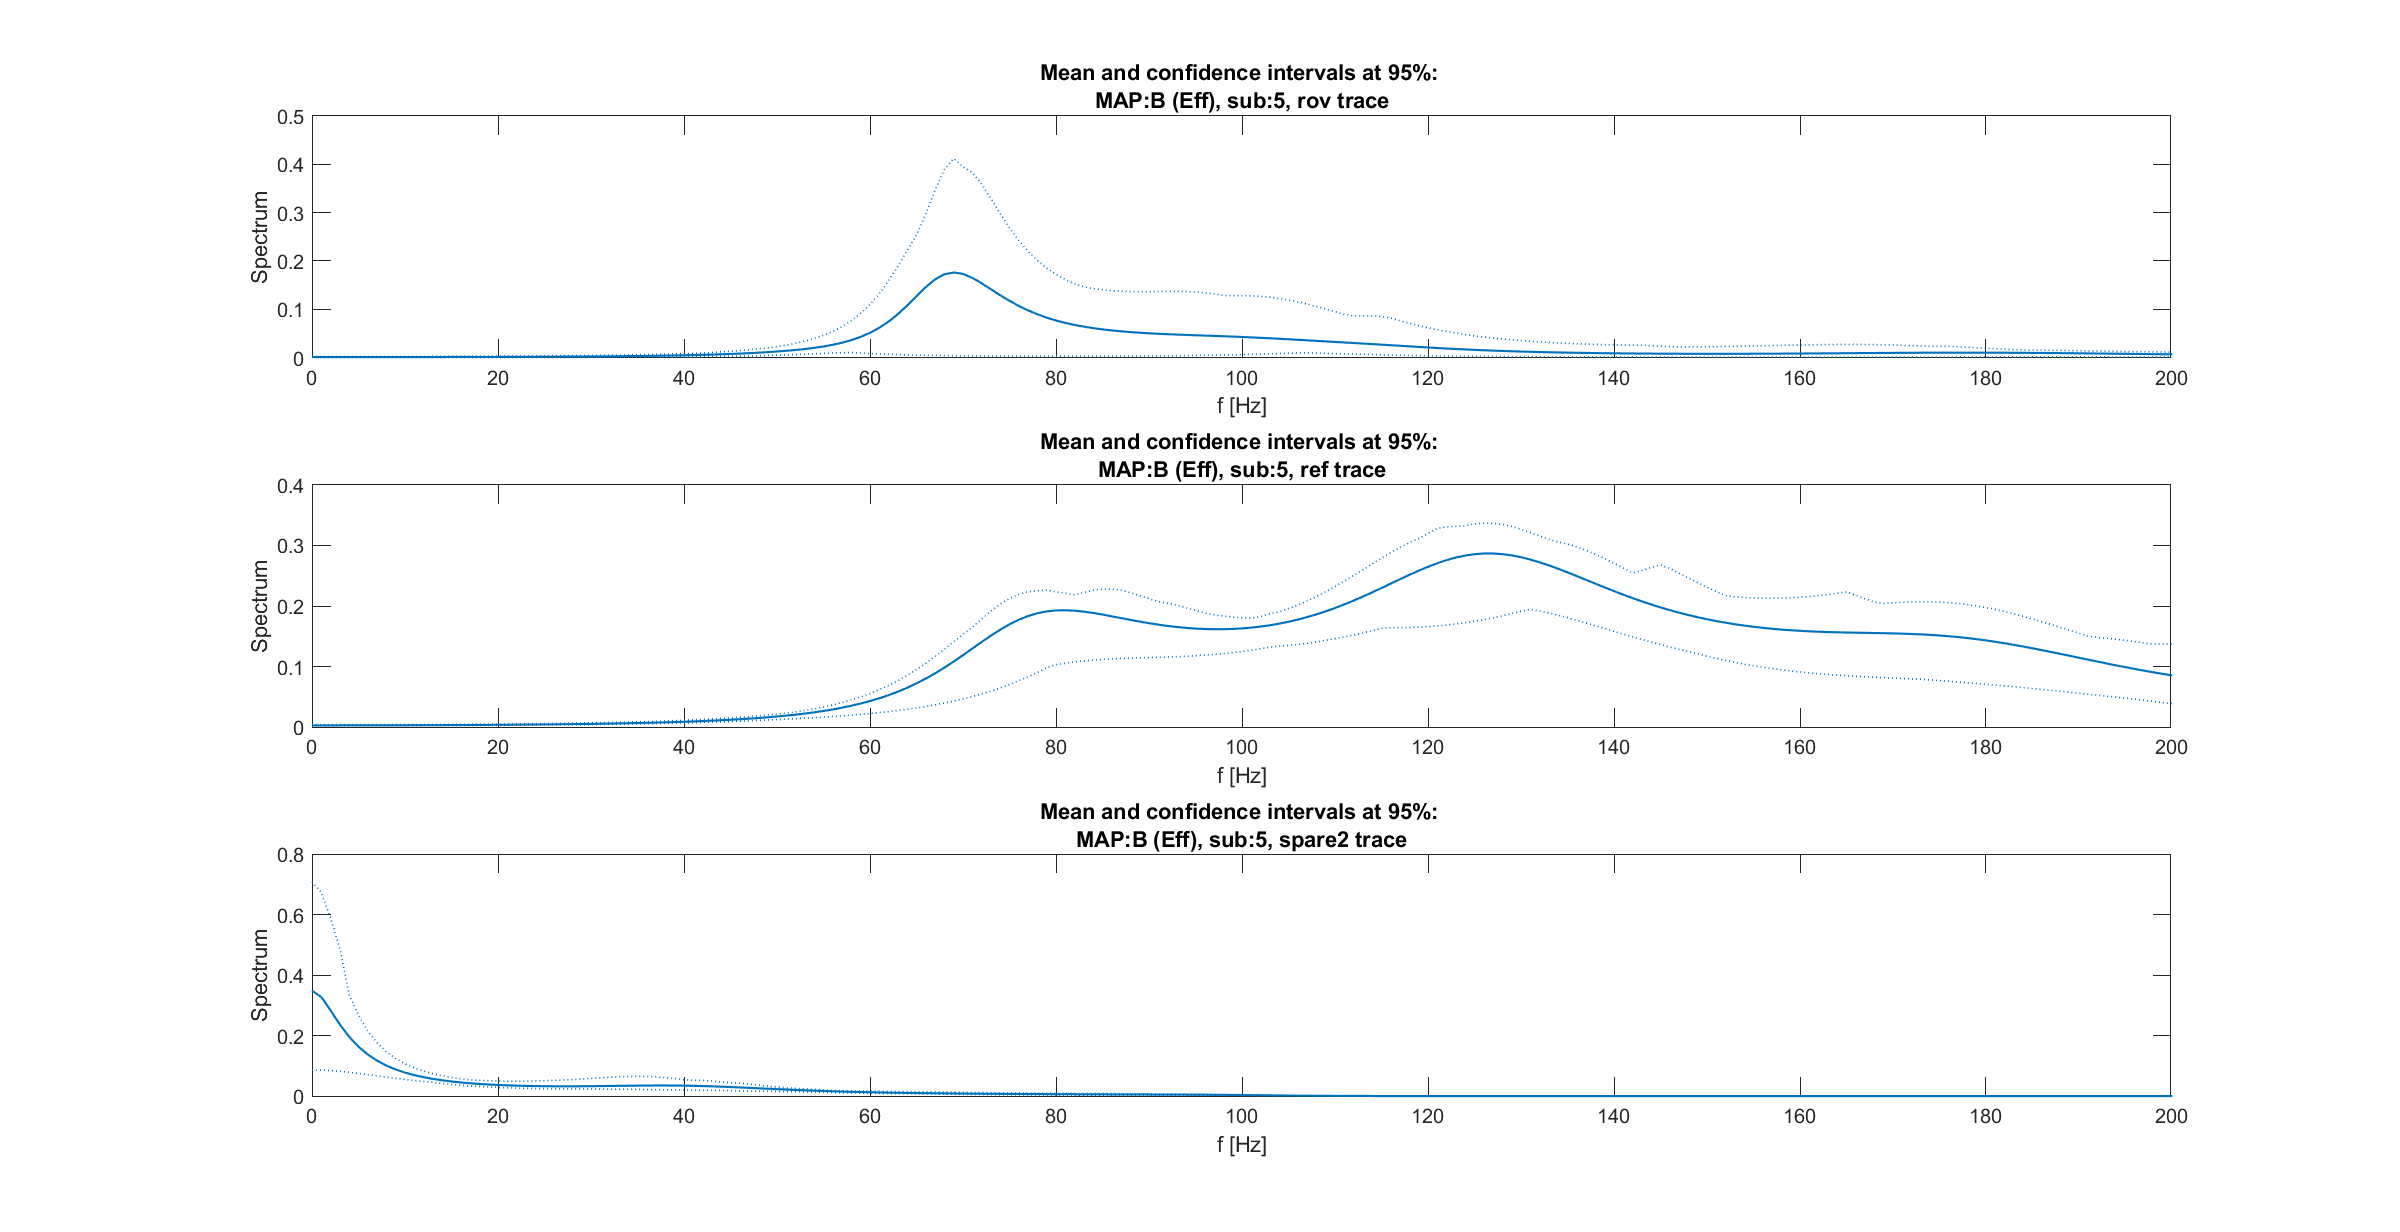 Mean and confidence intervals at 95%:
MAP:B (Eff), sub:5, rov trace
0.5
0.4
0.3
0.2
0.1
0
Spectrum
0 20 40 60 80 100 120 140 160 180 200
f [Hz]
Mean and confidence intervals at 95%:
MAP:B (Eff), sub:5, ref trace
0.4
0.3
0.2
0.1
0
Spectrum
0 20 40 60 80 100 120 140 160 180 200
f [Hz]
Mean and confidence intervals at 95%:
MAP:B (Eff), sub:5, spare2 trace
0.8
0.6
0.4
0.2
0
Spectrum
0 20 40 60 80 100 120 140 160 180 200
f [Hz]